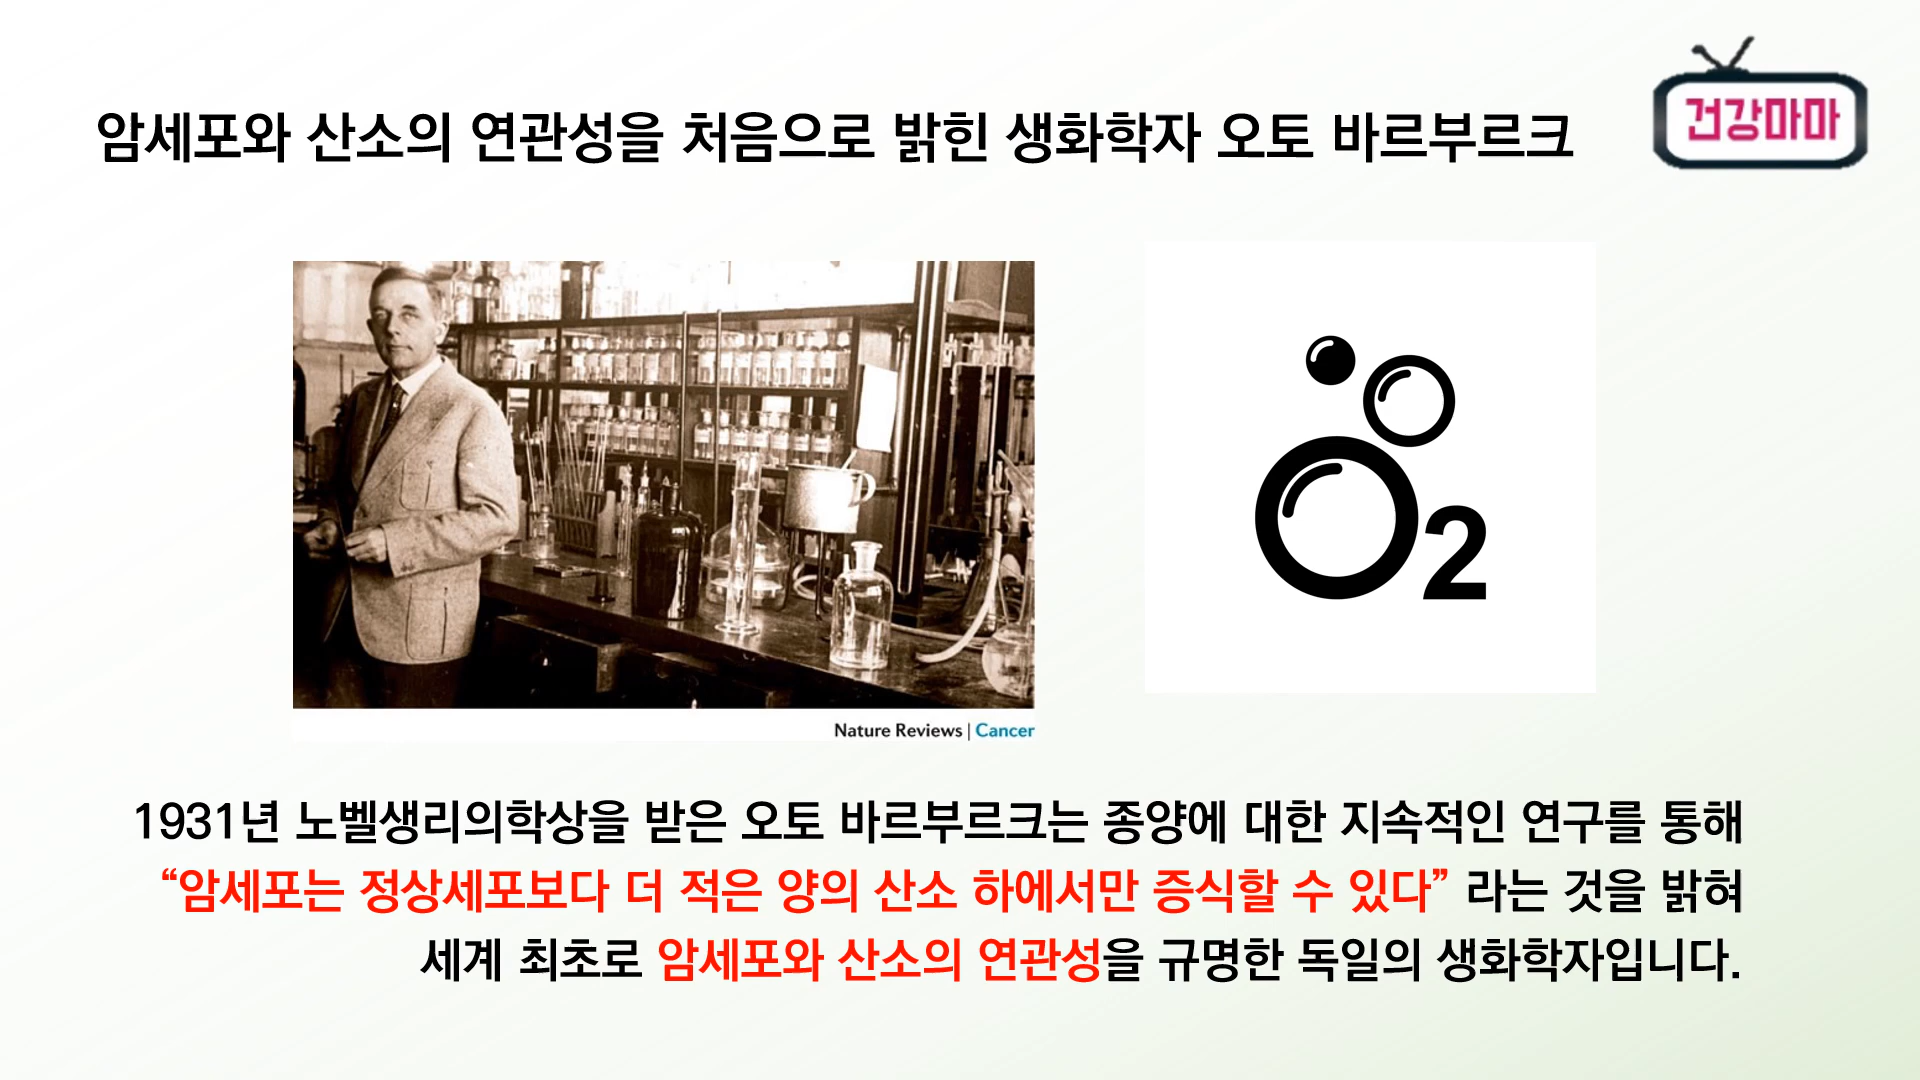 암세포와 산소의 연관성을 처음으로 밝힌 생화학자 오토 바르부르크
건강마마
O2
Nature Reviews | Cancer
1931년 노벨생리의학상을 받은 오토 바르부르크는 종양에 대한 지속적인 연구를 통해
“암세포는 정상세포보다 더 적은 양의 산소 하에서만 증식할 수 있다” 라는 것을 밝혀
세계 최초로 암세포와 산소의 연관성을 규명한 독일의 생화학자입니다.